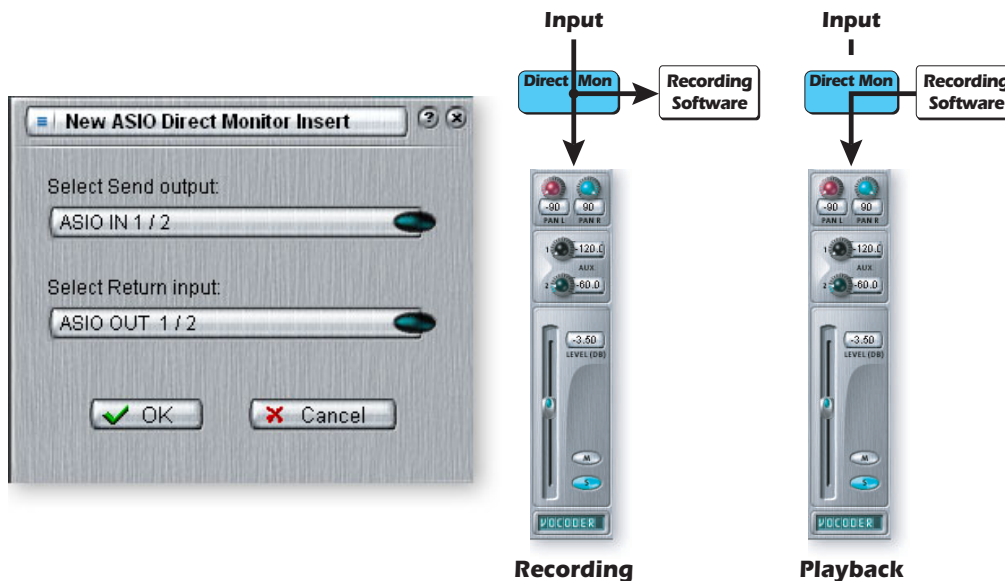 New ASIO Direct Monitor Insert
Select Send output:
ASIO IN 1 / 2
Select Return input:
ASIO OUT 1 / 2
OK
Cancel
Input
Direct Mon
Recording
Software
-90
90
PAN L
PAN R
1
-120.0
AUX
2
-60.0
-3.50
LEVEL (DB)
M
S
VOCODER
Recording
Input
Direct Mon
Recording
Software
-90
90
PAN L
PAN R
1
-120.0
AUX
2
-60.0
-3.50
LEVEL (DB)
M
S
VOCODER
Playback